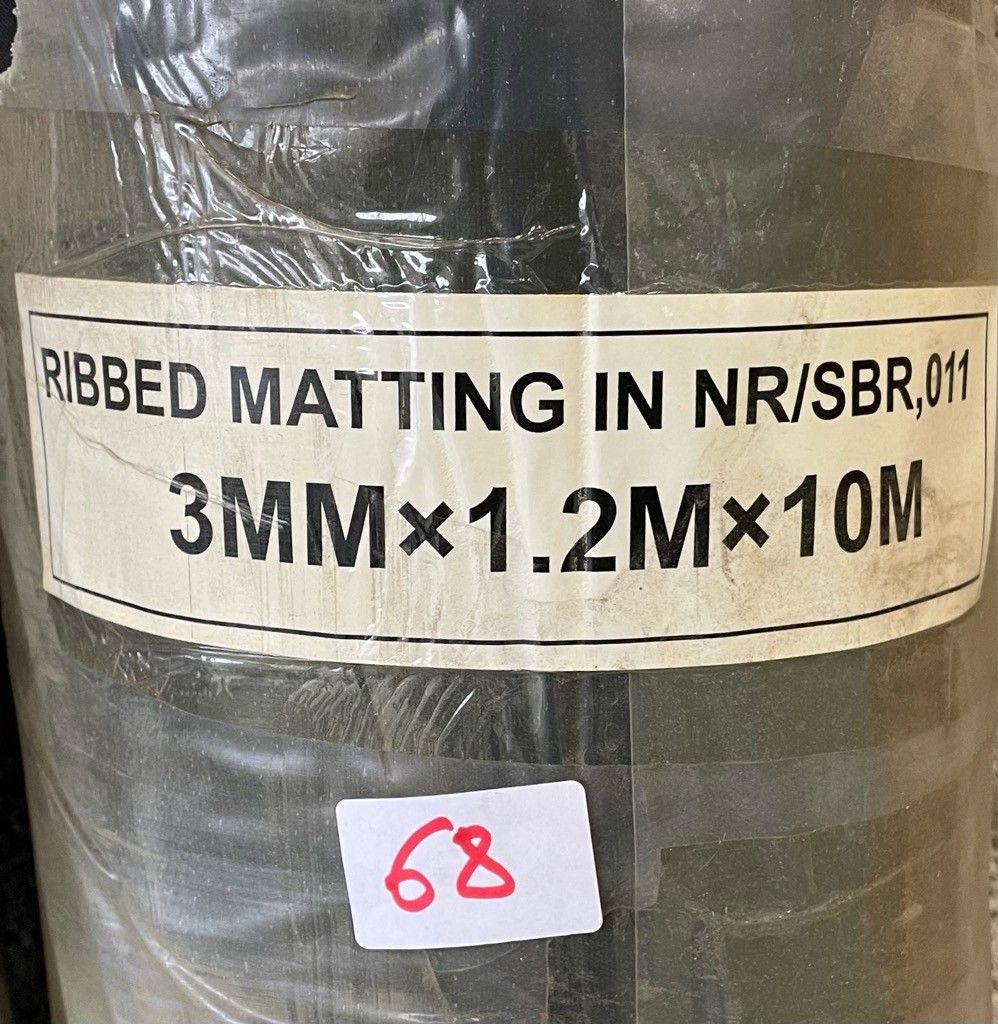 RIBBED MATTING IN NR/SBR,011
3MM×1.2M×10M
68